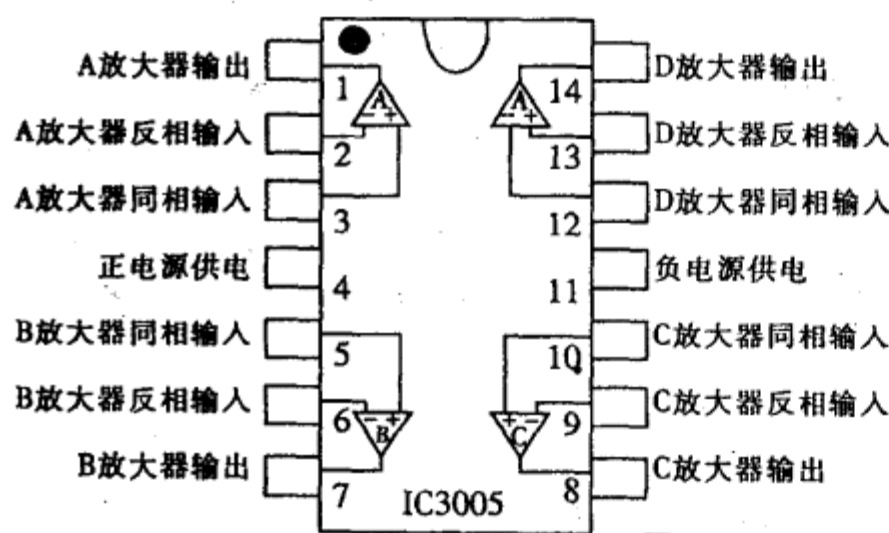 A放大器输出
A放大器反相输入
A放大器同相输入
正电源供电
B放大器同相输入
B放大器反相输入
B放大器输出
1
2
3
4
5
6
7
A
- +
A
- +
- +
B
+ -
C
14
13
12
11
10
9
8
IC3005
D放大器输出
D放大器反相输入
D放大器同相输入
负电源供电
C放大器同相输入
C放大器反相输入
C放大器输出